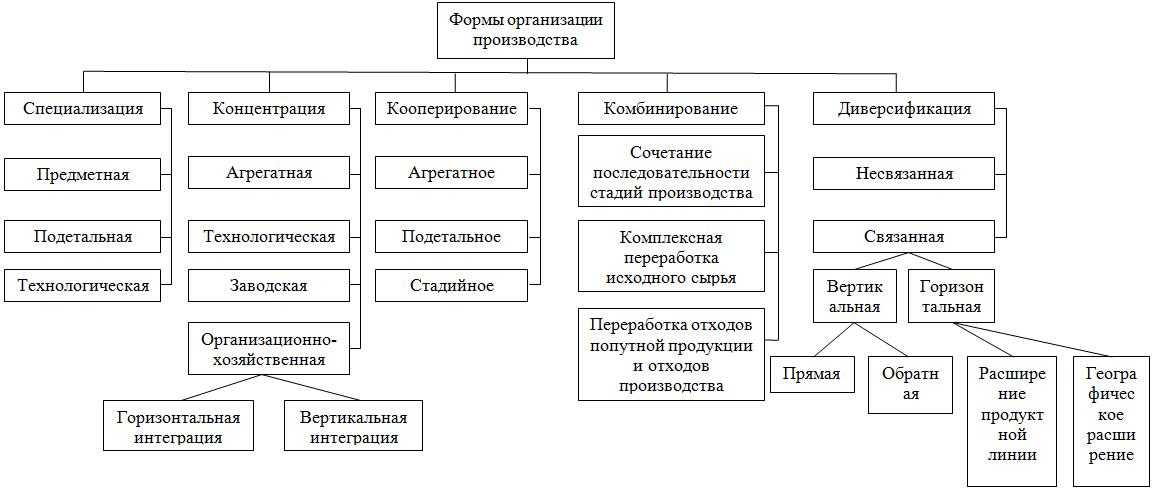 Формы организации
производства
Специализация
Концентрация
Кооперирование
Комбинирование
Диверсификация
Предметная
Агрегатная
Агрегатное
Сочетание
последовательности
стадий производства
Несвязанная
Подетальная
Технологическая
Подетальное
Комплексная
переработка
исходного сырья
Связанная
Технологическая
Заводская
Стадийное
Вертик
альная
Горизон
тальная
Организационно-
хозяйственная
Переработка отходов
попутной продукции
и отходов
производства
Прямая
Обратн
ая
Расшире
ние
продукт
ной
линии
Геогра
фичес
кое
расши
рение
Горизонтальная
интеграция
Вертикальная
интеграция